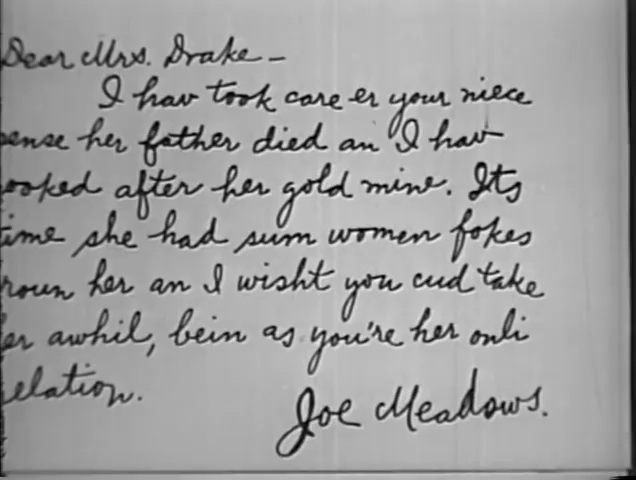 Dear Mrs. Drake –
I hav took care er your niece
sense her father died an I hav
ooked after her gold mine. Its
time she had sum women fokes
roun her an I wisht you cud take
er awhil, bein as you're her onli
elation.
Joe Meadows.